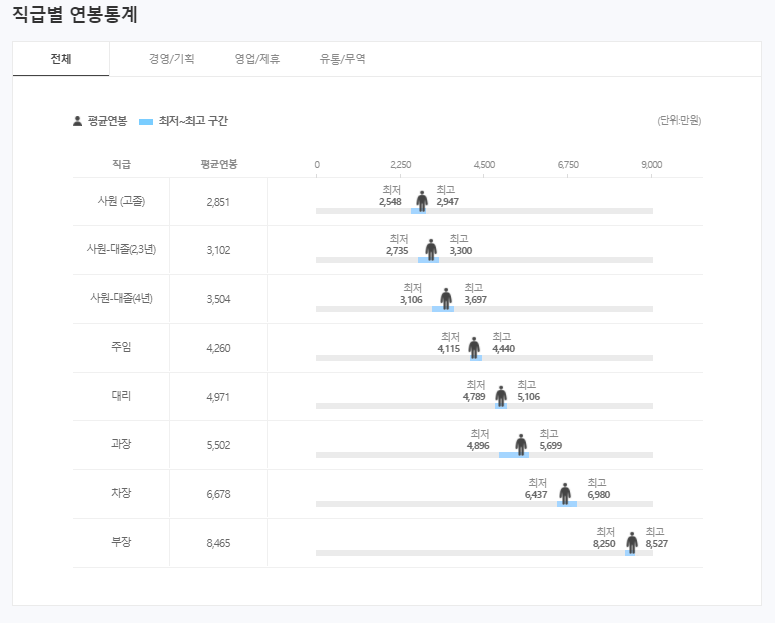 직급별 연봉통계
전체 경영/기획 영업/제휴 유통/무역
평균연봉 최저~최고 구간 (단위:만원)
직급 평균연봉 0 2,250 4,500 6,750 9,000
사원 (고졸) 2,851 최저 2,548 최고 2,947
사원-대졸(2,3년) 3,102 최저 2,735 최고 3,300
사원-대졸(4년) 3,504 최저 3,106 최고 3,697
주임 4,260 최저 4,115 최고 4,440
대리 4,971 최저 4,789 최고 5,106
과장 5,502 최저 4,896 최고 5,699
차장 6,678 최저 6,437 최고 6,980
부장 8,465 최저 8,250 최고 8,527